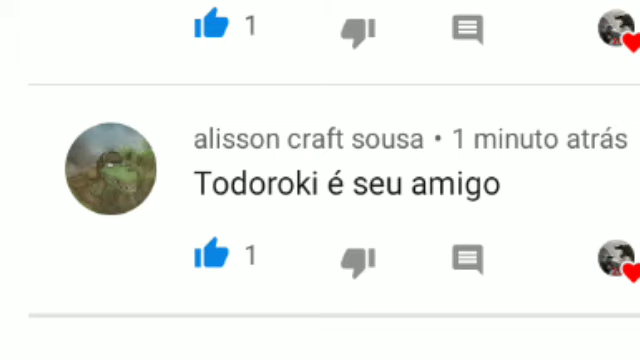 1
alisson craft sousa • 1 minuto atrás
Todoroki é seu amigo
1